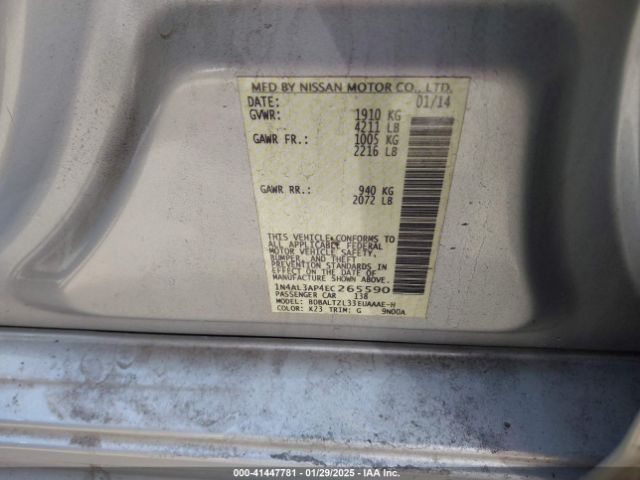 MFD BY NISSAN MOTOR CO., LTD.
DATE: 01/14
GVWR: 1910 KG
4211 LB
GAWR FR.: 1005 KG
2216 LB
GAWR RR.: 940 KG
2072 LB
THIS VEHICLE CONFORMS TO
ALL APPLICABLE FEDERAL
MOTOR VEHICLE SAFETY,
BUMPER, AND THEFT
PREVENTION STANDARDS IN
EFFECT ON THE DATE OF
MANUFACTURE SHOWN ABOVE.
1N4AL3AP4EC265590
PASSENGER CAR 138
MODEL: BDBALTZL33EUAAAE-H
COLOR: K23 TRIM: G 9N00A
000-41447781 | 01/29/2025 | IAA Inc.